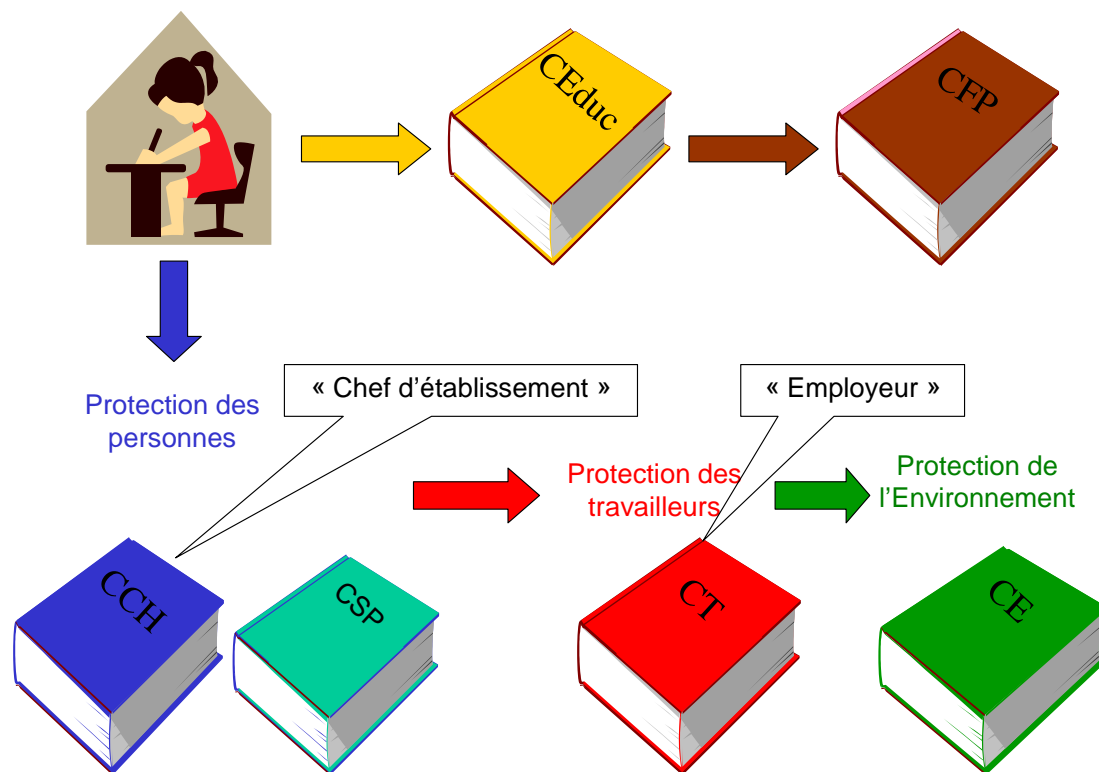 CEduc
CFP
« Chef d’établissement »
« Employeur »
Protection des
personnes
Protection des
travailleurs
Protection de
l’Environnement
CCH
CSP
CT
CE